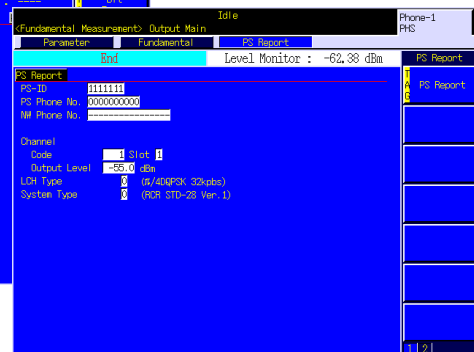 Idle
Phone-1
<Fundamental Measurement> Output Main
PHS
Parameter Fundamental PS Report
End Level Monitor : -62.38 dBm PS Report
PS Report
TAG PS Report
PS-ID 1111111
PS Phone No. 0000000000
NW Phone No. ----------------
Channel
Code 1 Slot 1
Output Level -55.0 dBm
LCH Type 0 (π/4DQPSK 32kpbs)
System Type 0 (RCR STD-28 Ver.1)
1 2